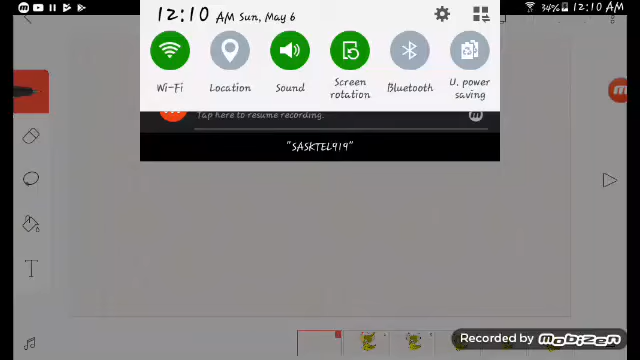 12:10 AM Sun, May 6
34% 12:10 AM
Wi-Fi
Location
Sound
Screen rotation
Bluetooth
U. power saving
Tap here to resume recording.
"SASKTEL919"
T
Recorded by MOBIZEN